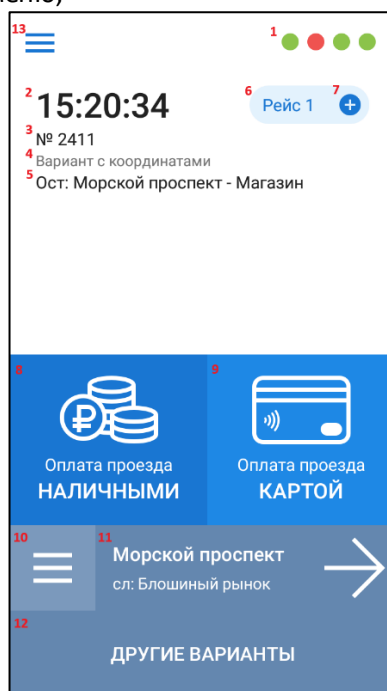 13
1
2 15:20:34
6 Рейс 1 7
3 № 2411
4 Вариант с координатами
5 Ост: Морской проспект - Магазин
8 9
Оплата проезда
НАЛИЧНЫМИ
Оплата проезда
КАРТОЙ
10 11
Морской проспект
сл: Блошиный рынок
12
ДРУГИЕ ВАРИАНТЫ